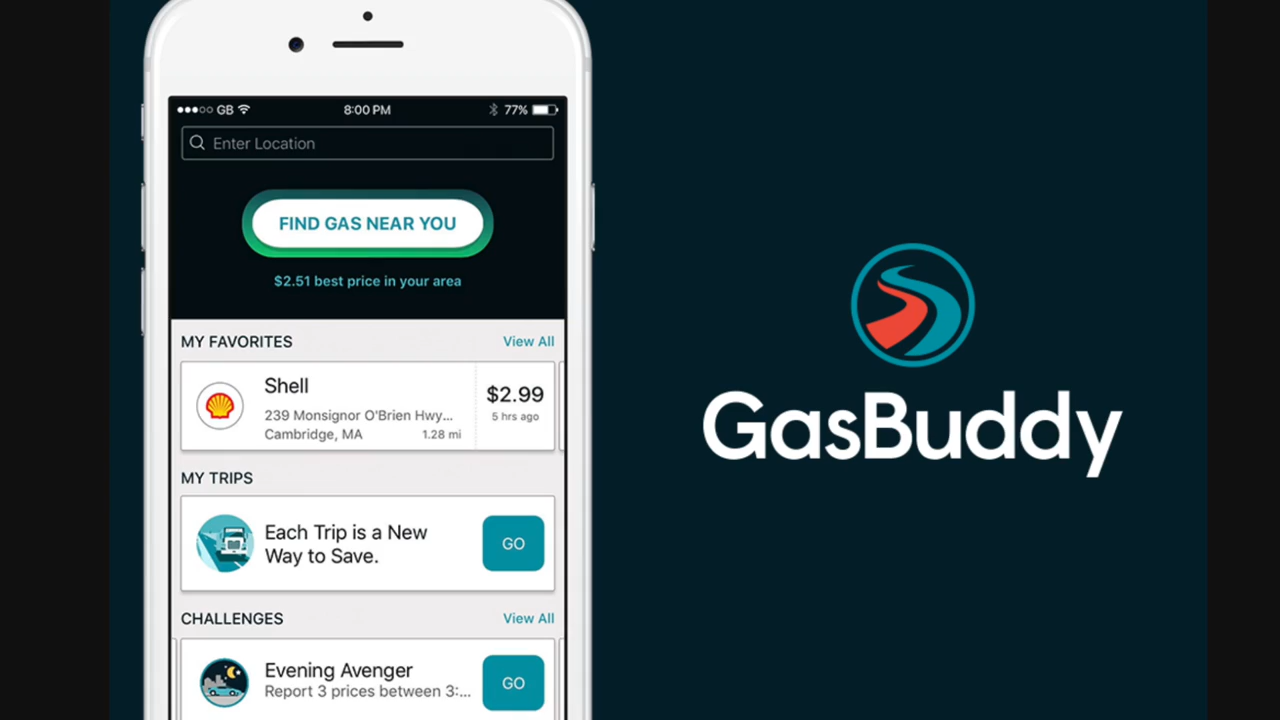 GB
8:00 PM
77%
Enter Location
FIND GAS NEAR YOU
$2.51 best price in your area
MY FAVORITES
View All
Shell
$2.99
239 Monsignor O'Brien Hwy...
5 hrs ago
Cambridge, MA
1.28 mi
MY TRIPS
Each Trip is a New
Way to Save.
GO
CHALLENGES
View All
Evening Avenger
Report 3 prices between 3:...
GO
GasBuddy